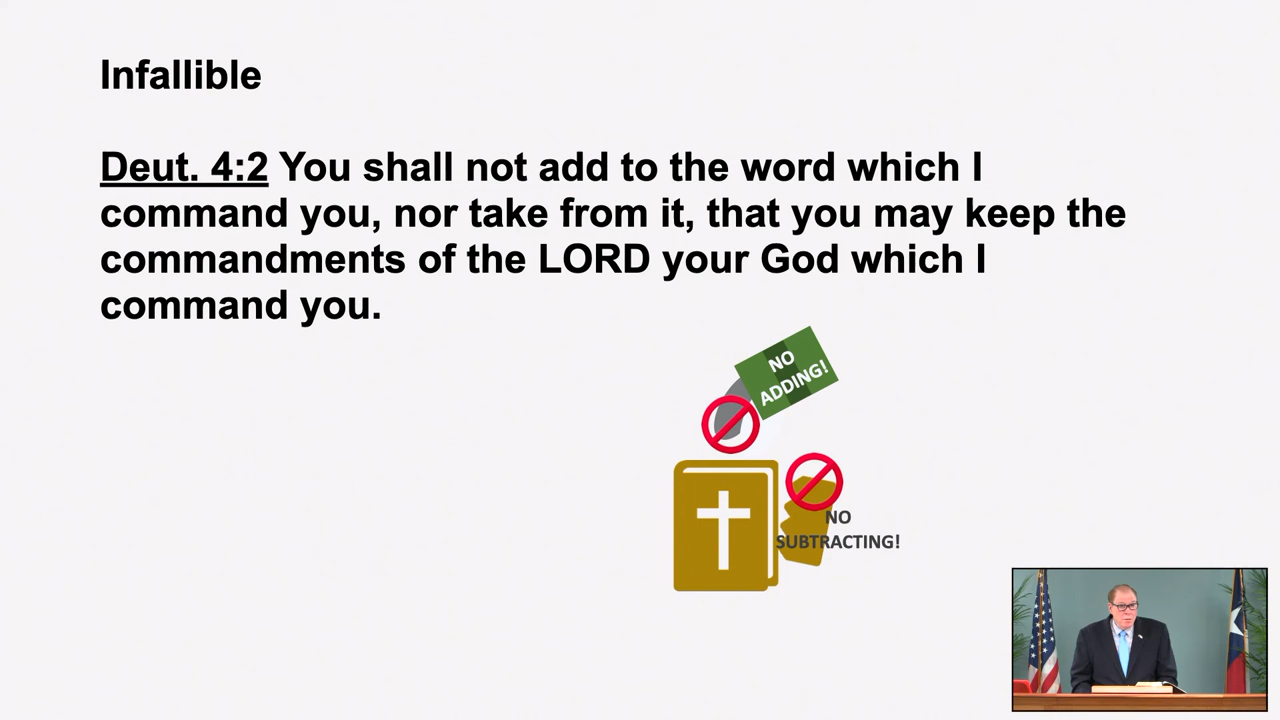 Infallible
Deut. 4:2 You shall not add to the word which I
command you, nor take from it, that you may keep the
commandments of the LORD your God which I
command you.
NO
ADDING!
NO
SUBTRACTING!